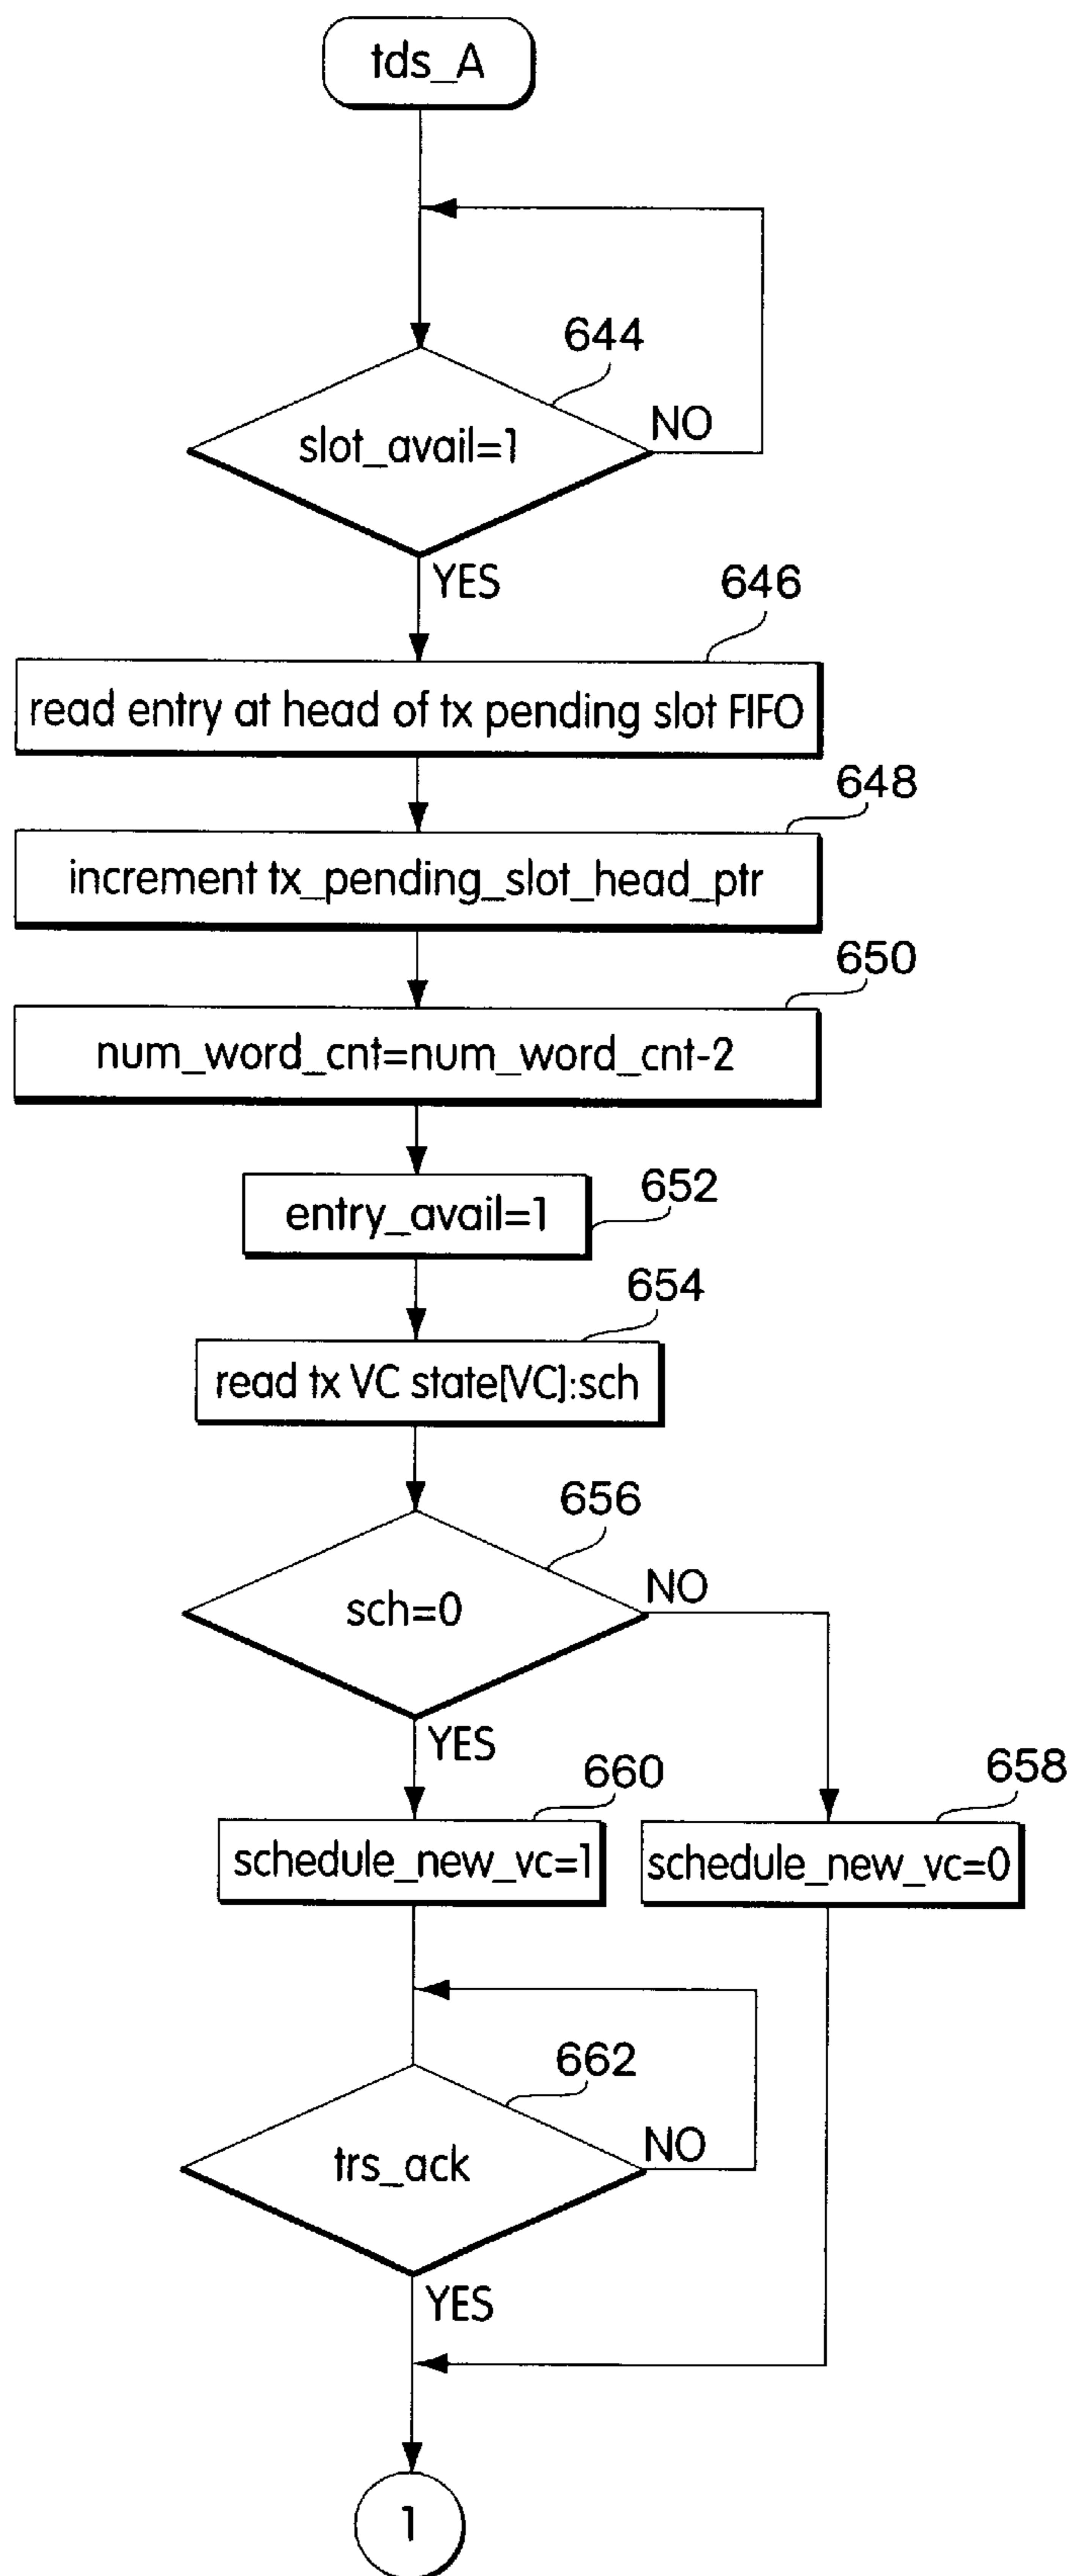 tds_A
644
slot_avail=1
NO
YES
646
read entry at head of tx pending slot FIFO
648
increment tx_pending_slot_head_ptr
650
num_word_cnt=num_word_cnt-2
entry_avail=1
652
654
read tx VC state[VC]:sch
656
sch=0
NO
YES
660
658
schedule_new_vc=1
schedule_new_vc=0
662
trs_ack
NO
YES
1